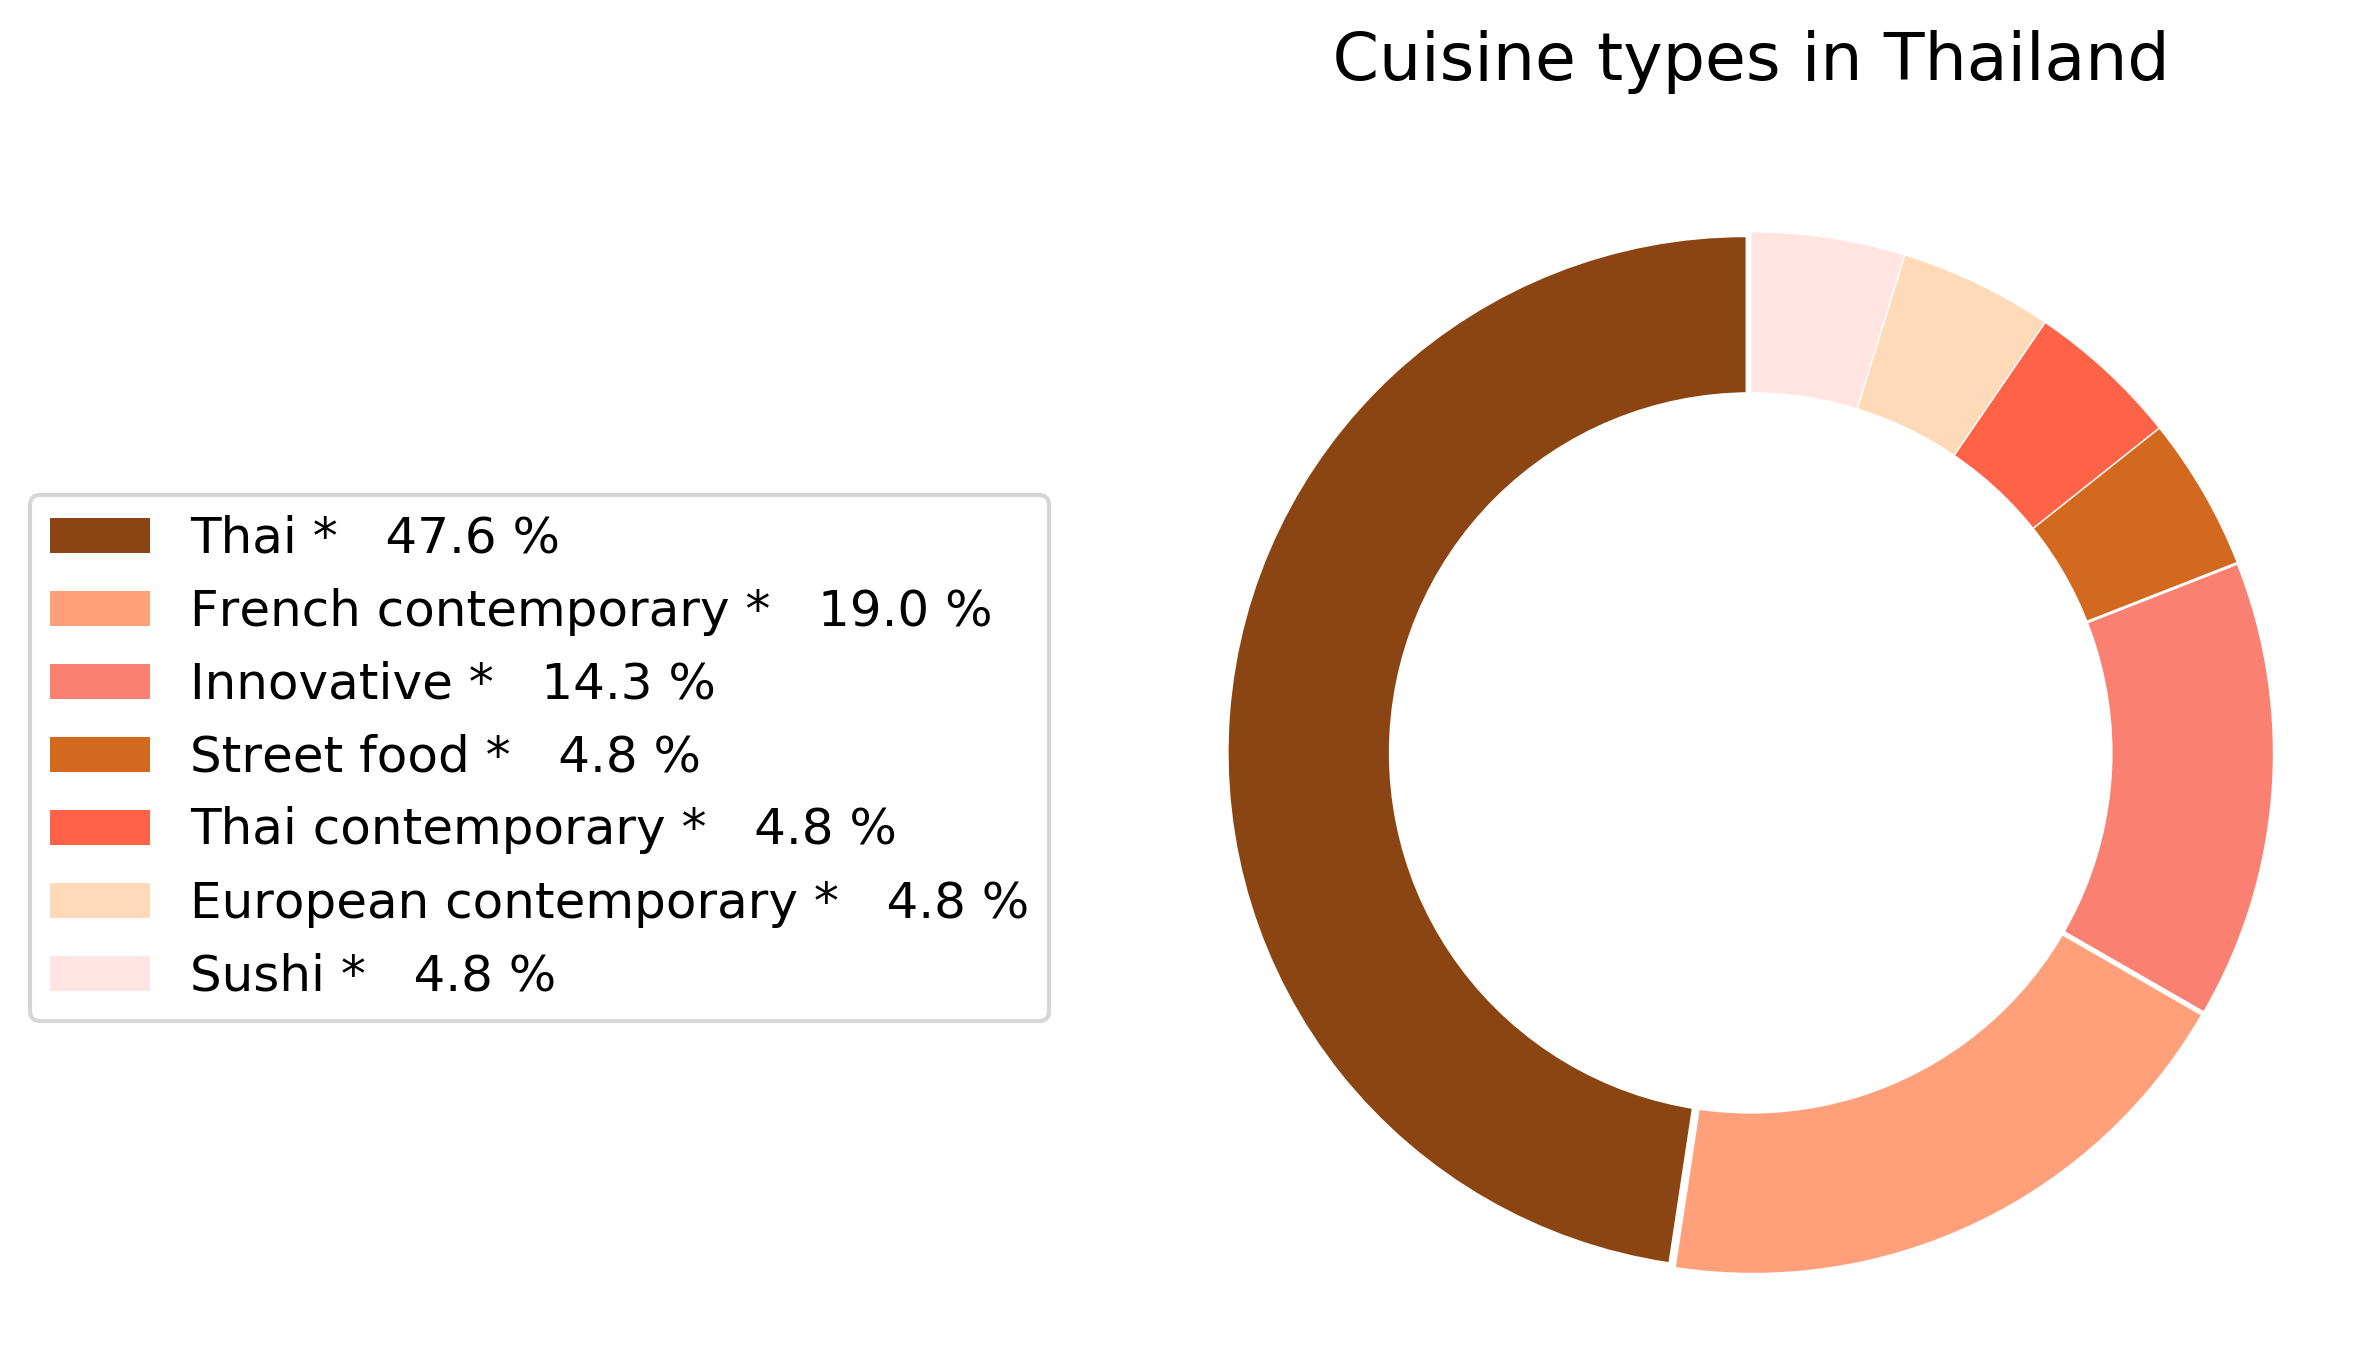 Cuisine types in Thailand
Thai * 47.6 %
French contemporary * 19.0 %
Innovative * 14.3 %
Street food * 4.8 %
Thai contemporary * 4.8 %
European contemporary * 4.8 %
Sushi * 4.8 %